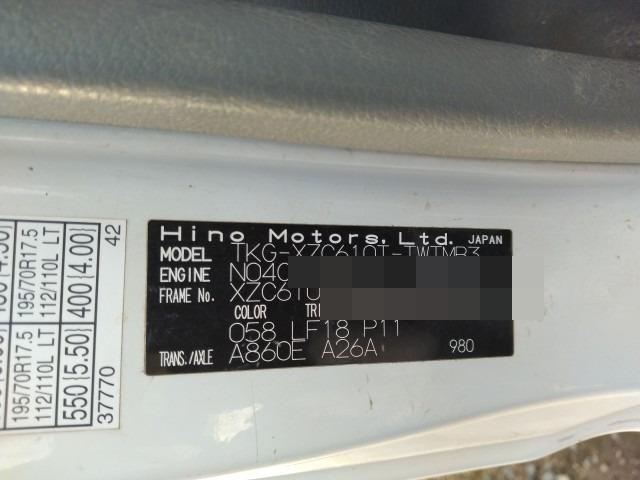 Hino Motors, Ltd. JAPAN
MODEL TKG-XZC610T-TWTMB3
ENGINE N04C
FRAME No. XZC610
COLOR
058 LF18 P11
TRANS./AXLE A860E A26A 980
195/70R17.5 195/70R17.5
112/110L LT 112/110L LT
550{5.50} 400{4.00}
37770 42